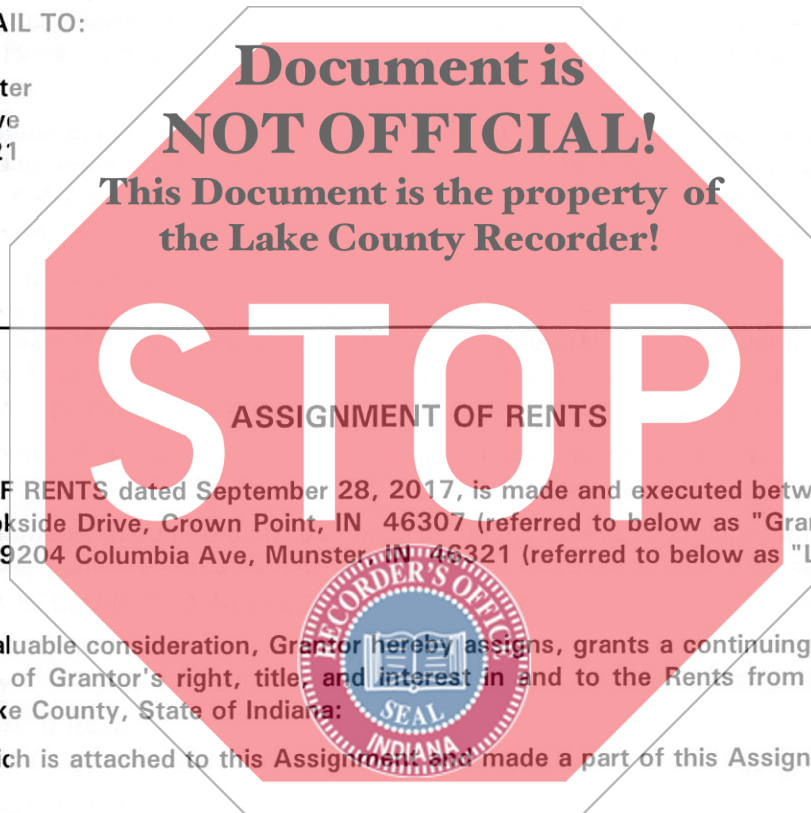 AIL TO:
ter
ve
21
Document is
NOT OFFICIAL!
This Document is the property of
the Lake County Recorder!
STOP
ASSIGNMENT OF RENTS
F RENTS dated September 28, 2017, is made and executed betw
kside Drive, Crown Point, IN 46307 (referred to below as "Gran
9204 Columbia Ave, Munster, IN 46321 (referred to below as "L
aluable consideration, Grantor hereby assigns, grants a continuing
of Grantor's right, title, and interest in and to the Rents from
ke County, State of Indiana:
ich is attached to this Assignment and made a part of this Assign
RECORDER'S OFFICE
SEAL
INDIANA